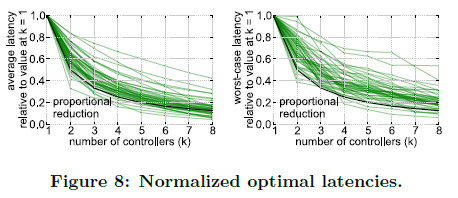 average latency
relative to value at k = 1
1.0
0.8
0.6
0.4
0.2
0.0
proportional
reduction
1 2 3 4 5 6 7 8
number of controllers (k)
worst-case latency
relative to value at k = 1
1.0
0.8
0.6
0.4
0.2
0.0
proportional
reduction
1 2 3 4 5 6 7 8
number of controllers (k)
Figure 8: Normalized optimal latencies.